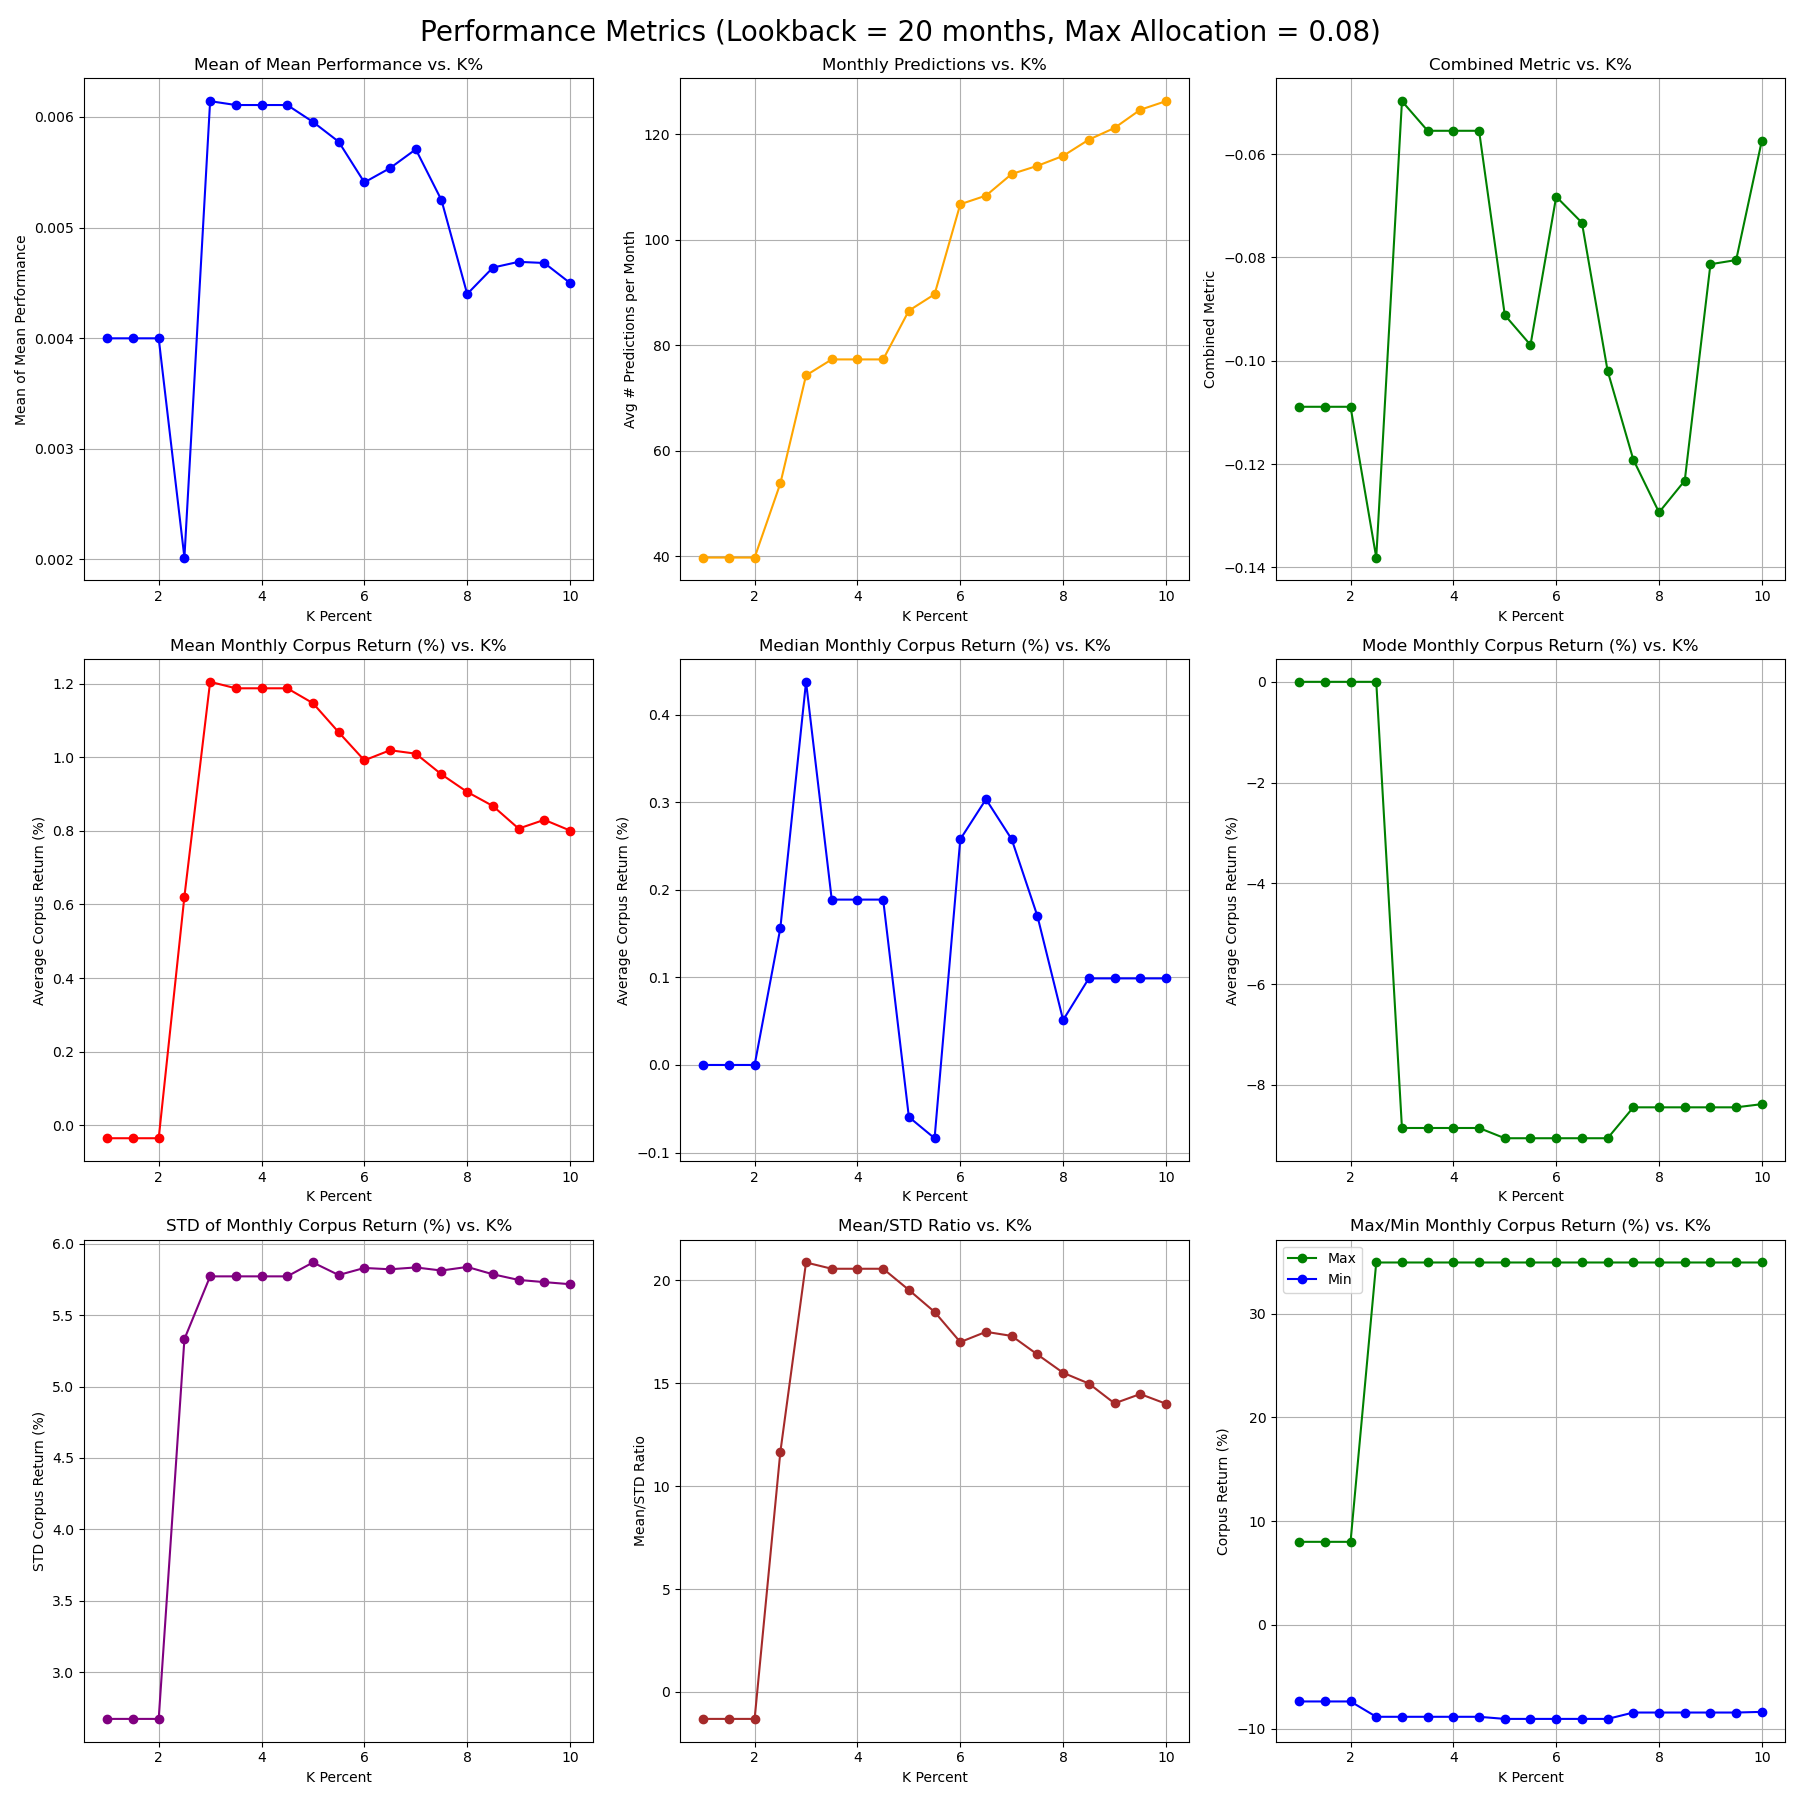 Performance Metrics (Lookback = 20 months, Max Allocation = 0.08)
Mean of Mean Performance vs. K%
Mean of Mean Performance
0.006
0.005
0.004
0.003
0.002
2 4 6 8 10
K Percent
Monthly Predictions vs. K%
Avg # Predictions per Month
120
100
80
60
40
2 4 6 8 10
K Percent
Combined Metric vs. K%
Combined Metric
−0.06
−0.08
−0.10
−0.12
−0.14
2 4 6 8 10
K Percent
Mean Monthly Corpus Return (%) vs. K%
Average Corpus Return (%)
1.2
1.0
0.8
0.6
0.4
0.2
0.0
2 4 6 8 10
K Percent
Median Monthly Corpus Return (%) vs. K%
Average Corpus Return (%)
0.4
0.3
0.2
0.1
0.0
−0.1
2 4 6 8 10
K Percent
Mode Monthly Corpus Return (%) vs. K%
Average Corpus Return (%)
0
−2
−4
−6
−8
2 4 6 8 10
K Percent
STD of Monthly Corpus Return (%) vs. K%
STD Corpus Return (%)
6.0
5.5
5.0
4.5
4.0
3.5
3.0
2 4 6 8 10
K Percent
Mean/STD Ratio vs. K%
Mean/STD Ratio
20
15
10
5
0
2 4 6 8 10
K Percent
Max/Min Monthly Corpus Return (%) vs. K%
Corpus Return (%)
Max
Min
30
20
10
0
−10
2 4 6 8 10
K Percent